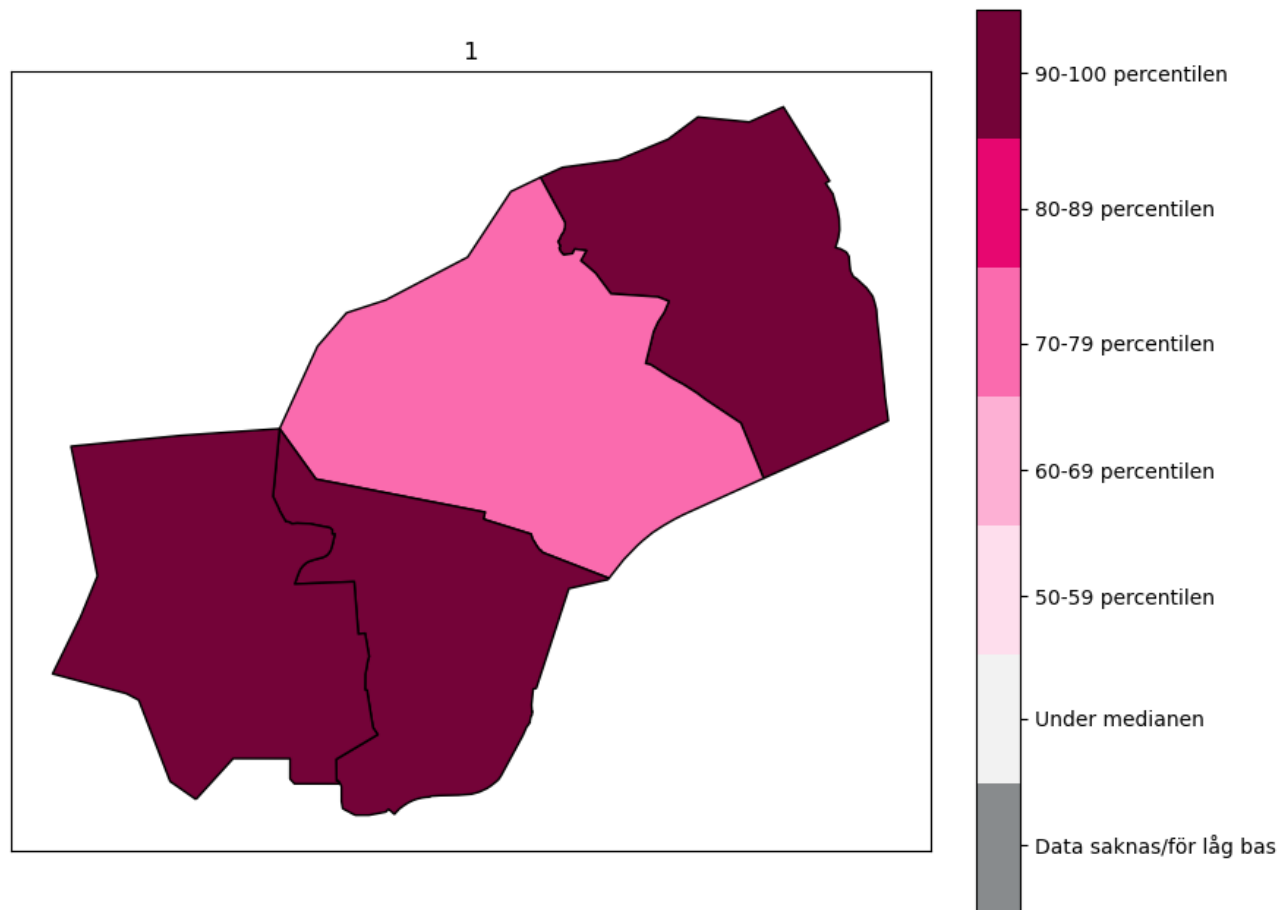 1
90-100 percentilen
80-89 percentilen
70-79 percentilen
60-69 percentilen
50-59 percentilen
Under medianen
Data saknas/för låg bas